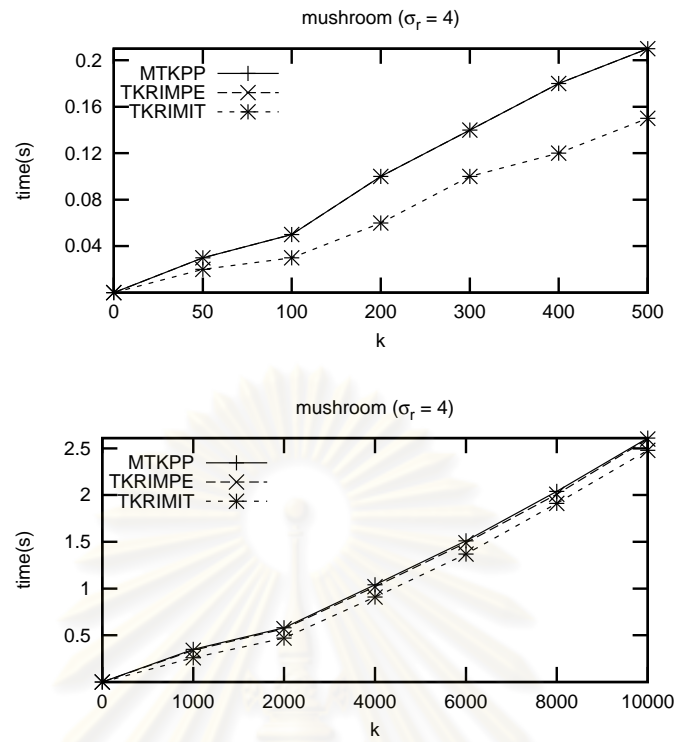 mushroom (σr = 4)
0.2
MTKPP
TKRIMPE
0.16
TKRIMIT
0.12
time(s)
0.08
0.04
0 50 100 200 300 400 500
k
mushroom (σr = 4)
2.5
MTKPP
TKRIMPE
2
TKRIMIT
1.5
time(s)
1
0.5
0 1000 2000 4000 6000 8000 10000
k